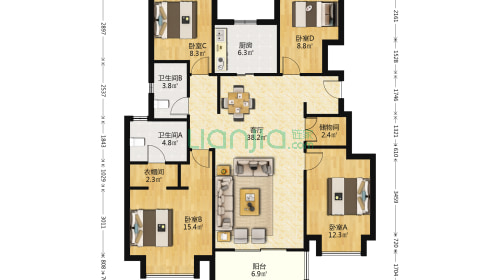 2897
2537
1843
1029
3011
808
2161
1528
1746
1321
610
3459
720
1704
卧室C
8.3㎡
厨房
6.3㎡
卧室D
8.8㎡
卫生间B
3.8㎡
客厅
38.2㎡
储物间
2.4㎡
卫生间A
4.8㎡
Lianjia.com
衣帽间
2.3㎡
卧室B
15.4㎡
卧室A
12.3㎡
阳台
6.9㎡